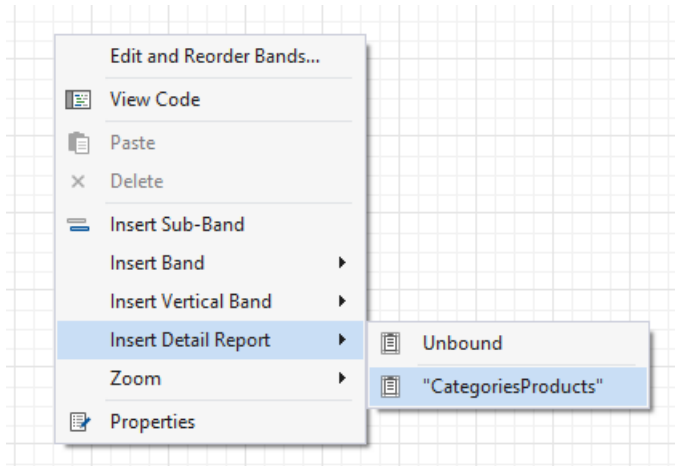 Edit and Reorder Bands...
View Code
Paste
Delete
Insert Sub-Band
Insert Band
Insert Vertical Band
Insert Detail Report
Unbound
Zoom
"CategoriesProducts"
Properties